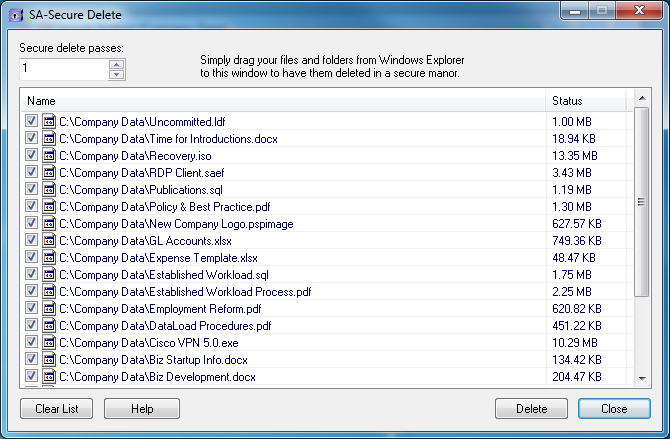 SA-Secure Delete
Secure delete passes:
1
Simply drag your files and folders from Windows Explorer
to this window to have them deleted in a secure manor.
Name Status
C:\Company Data\Uncommitted.ldf 1.00 MB
C:\Company Data\Time for Introductions.docx 18.94 KB
C:\Company Data\Recovery.iso 13.35 MB
C:\Company Data\RDP Client.saef 3.43 MB
C:\Company Data\Publications.sql 1.19 MB
C:\Company Data\Policy & Best Practice.pdf 1.30 MB
C:\Company Data\New Company Logo.pspimage 627.57 KB
C:\Company Data\GL Accounts.xlsx 749.36 KB
C:\Company Data\Expense Template.xlsx 48.47 KB
C:\Company Data\Established Workload.sql 1.75 MB
C:\Company Data\Established Workload Process.pdf 2.25 MB
C:\Company Data\Employment Reform.pdf 620.82 KB
C:\Company Data\DataLoad Procedures.pdf 451.22 KB
C:\Company Data\Cisco VPN 5.0.exe 10.29 MB
C:\Company Data\Biz Startup Info.docx 134.42 KB
C:\Company Data\Biz Development.docx 204.47 KB
Clear List Help Delete Close